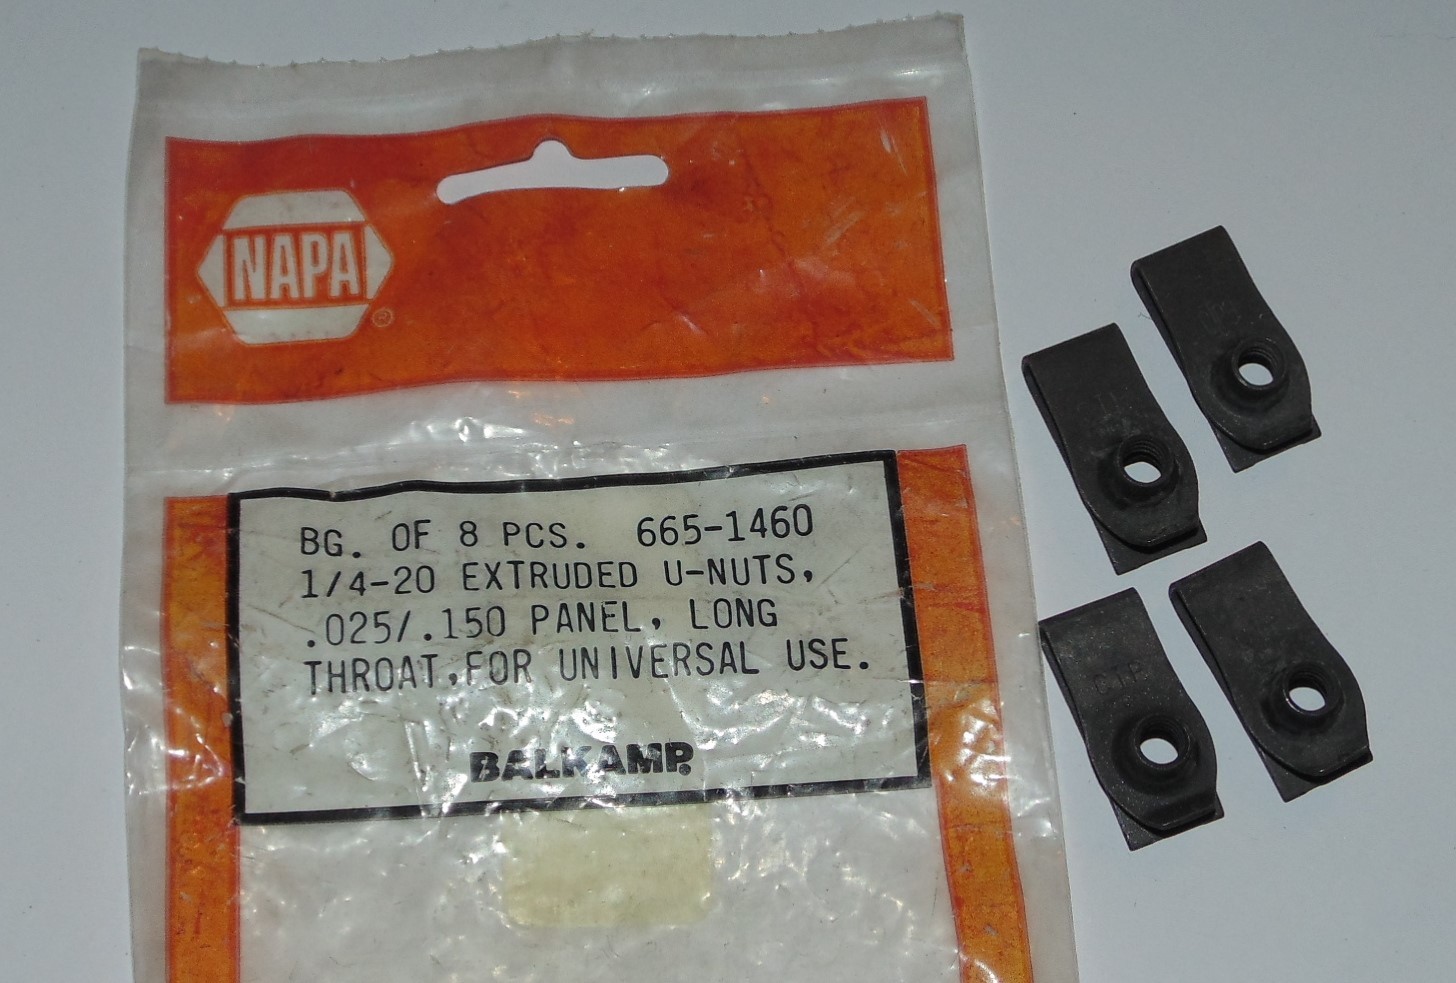 NAPA
®
BG. OF 8 PCS. 665-1460
1/4-20 EXTRUDED U-NUTS,
.025/.150 PANEL, LONG
THROAT,FOR UNIVERSAL USE.
BALKAMP